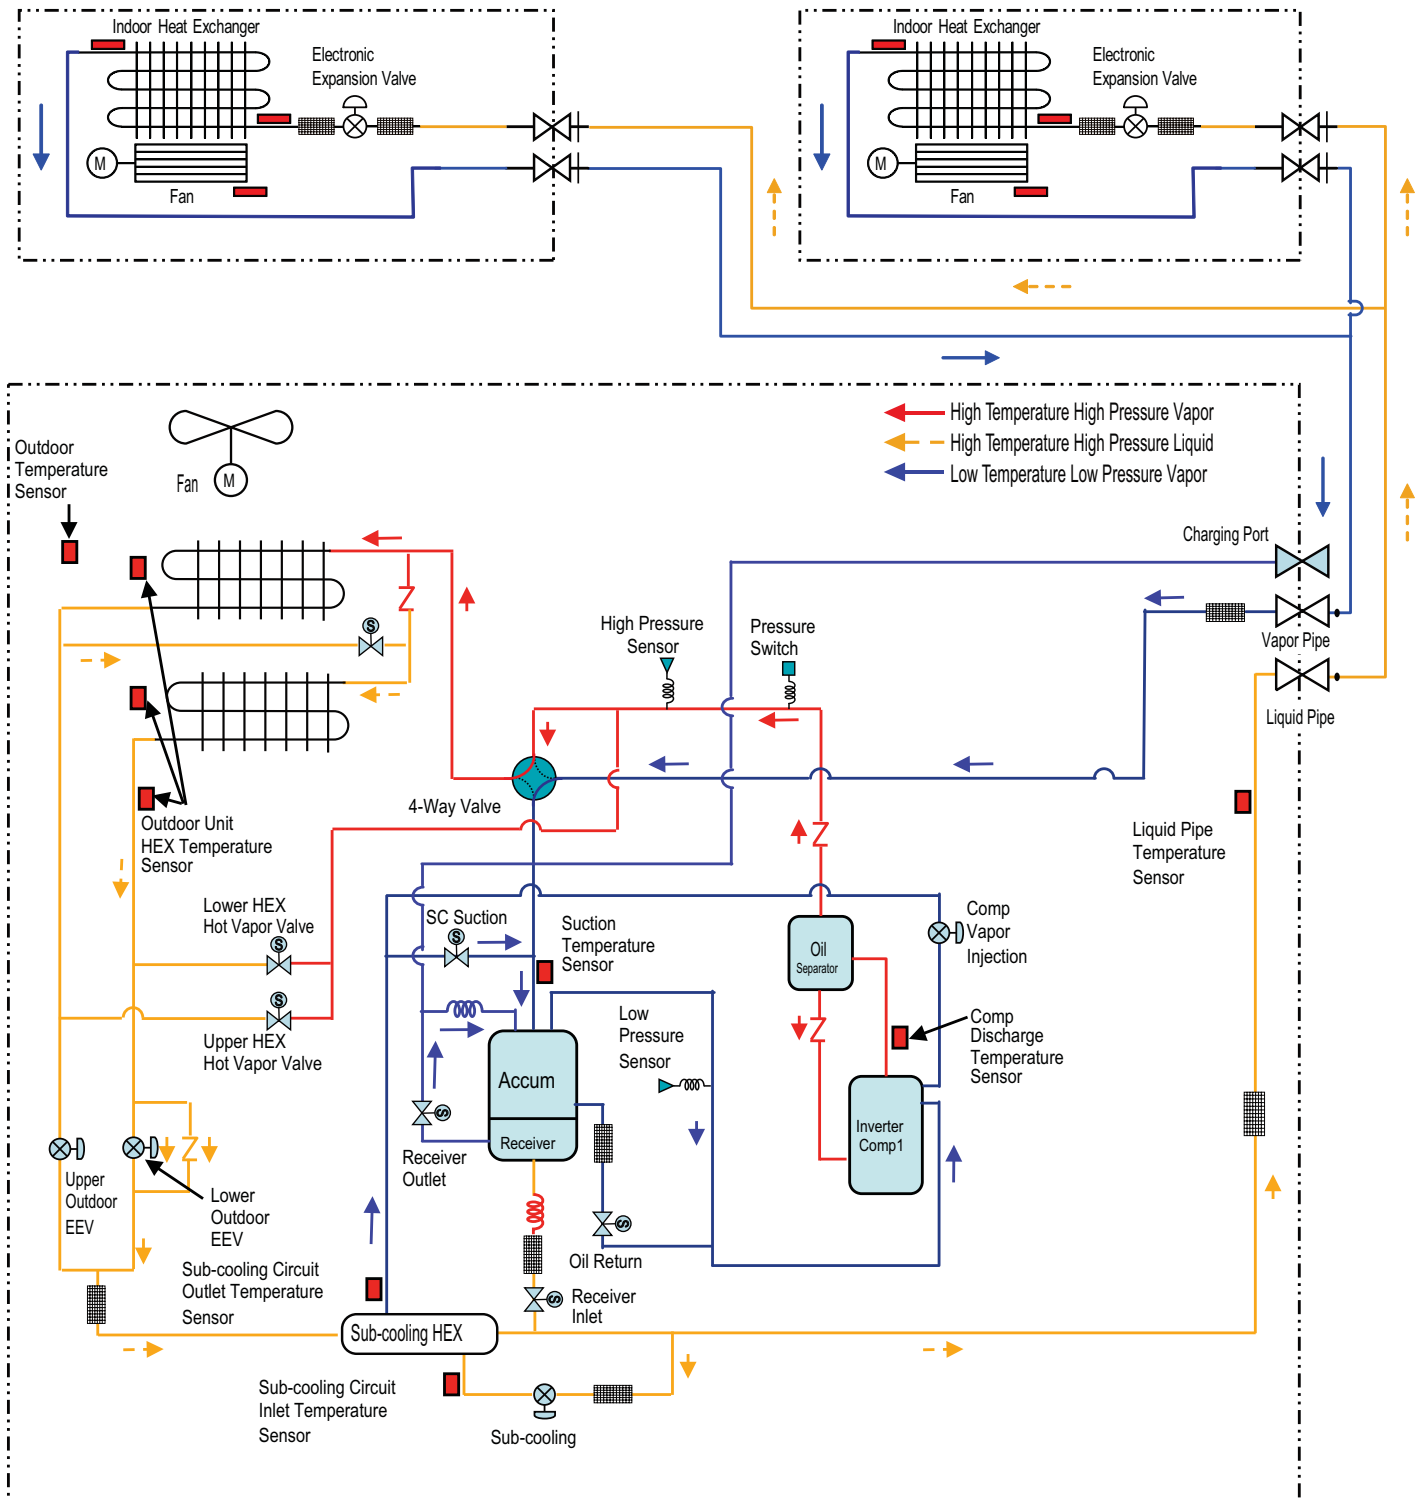 Indoor Heat Exchanger
Electronic
Expansion Valve
M
Fan
Indoor Heat Exchanger
Electronic
Expansion Valve
M
Fan
High Temperature High Pressure Vapor
High Temperature High Pressure Liquid
Low Temperature Low Pressure Vapor
Outdoor
Temperature
Sensor
Fan
M
Charging Port
Vapor Pipe
Liquid Pipe
S
High Pressure
Sensor
Pressure
Switch
4-Way Valve
Outdoor Unit
HEX Temperature
Sensor
Liquid Pipe
Temperature
Sensor
Lower HEX
Hot Vapor Valve
S
S
Upper HEX
Hot Vapor Valve
SC Suction
S
Suction
Temperature
Sensor
Oil
Separator
Comp
Vapor
Injection
Low
Pressure
Sensor
Comp
Discharge
Temperature
Sensor
Accum
Receiver
S
Receiver
Outlet
Inverter
Comp1
Upper
Outdoor
EEV
Lower
Outdoor
EEV
S
Oil Return
Sub-cooling Circuit
Outlet Temperature
Sensor
S
Receiver
Inlet
Sub-cooling HEX
Sub-cooling Circuit
Inlet Temperature
Sensor
Sub-cooling